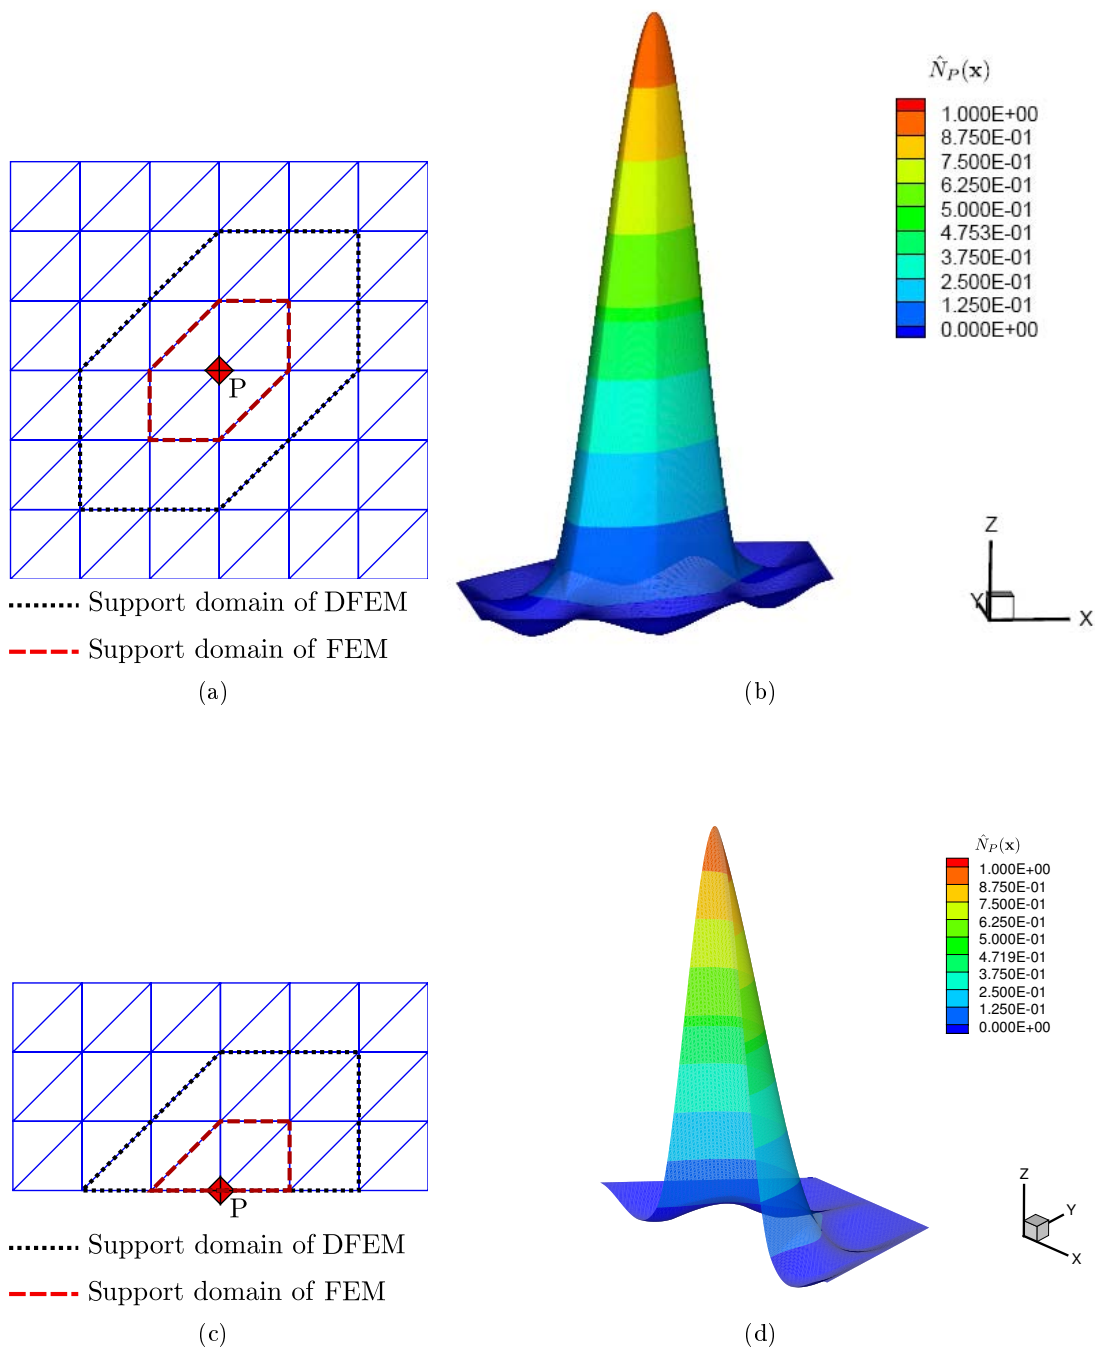 N̂_P(x)
1.000E+00
8.750E-01
7.500E-01
6.250E-01
5.000E-01
4.753E-01
3.750E-01
2.500E-01
1.250E-01
0.000E+00
P
Z
Y
X
Support domain of DFEM
Support domain of FEM
(a)
(b)
N̂_P(x)
1.000E+00
8.750E-01
7.500E-01
6.250E-01
5.000E-01
4.719E-01
3.750E-01
2.500E-01
1.250E-01
0.000E+00
P
Z
Y
X
Support domain of DFEM
Support domain of FEM
(c)
(d)